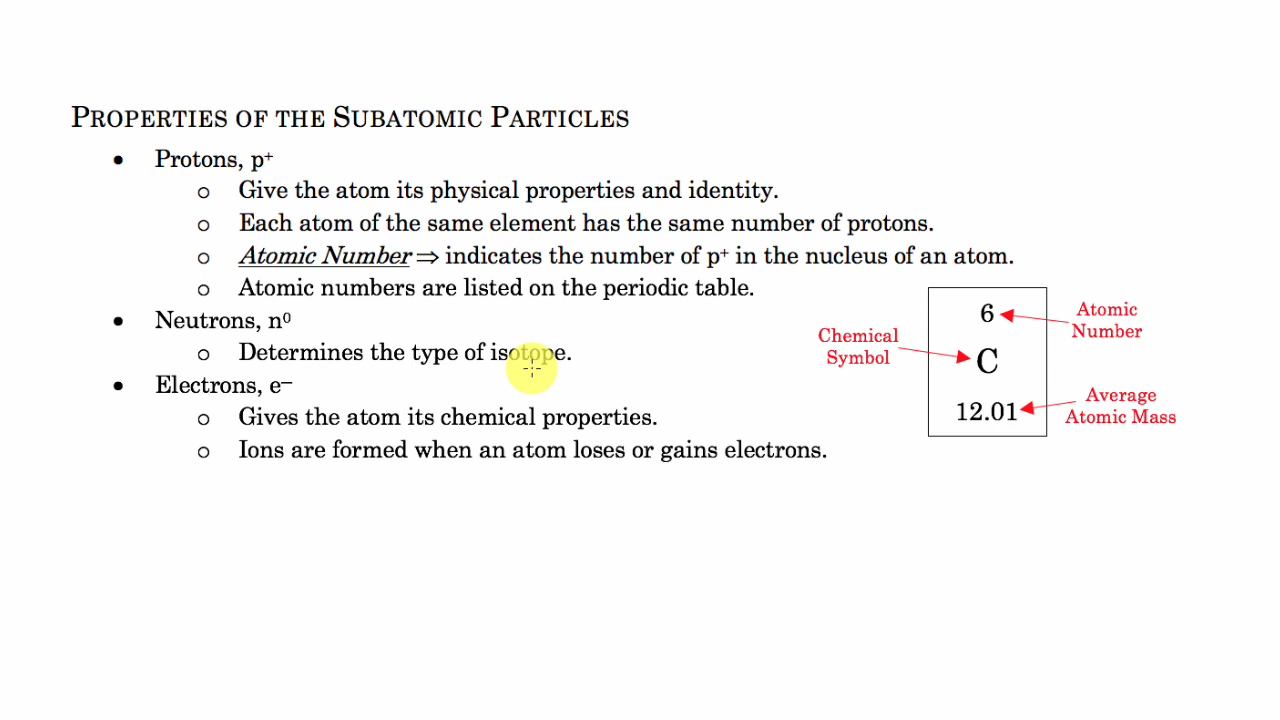 PROPERTIES OF THE SUBATOMIC PARTICLES
• Protons, p⁺
o Give the atom its physical properties and identity.
o Each atom of the same element has the same number of protons.
o Atomic Number ⇒ indicates the number of p⁺ in the nucleus of an atom.
o Atomic numbers are listed on the periodic table.
• Neutrons, n⁰
o Determines the type of isotope.
• Electrons, e⁻
o Gives the atom its chemical properties.
o Ions are formed when an atom loses or gains electrons.
6
Atomic
Number
Chemical
Symbol
C
12.01
Average
Atomic Mass